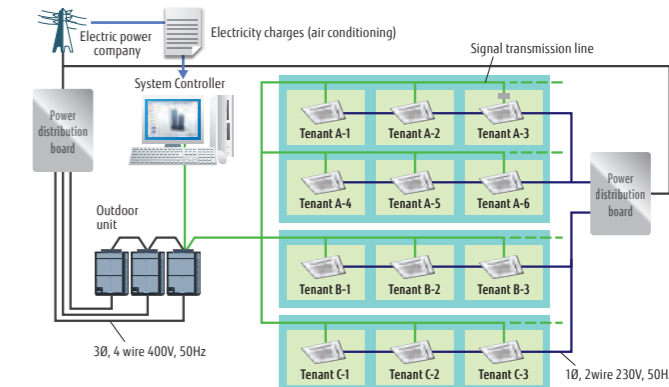 Electric power
company
Electricity charges (air conditioning)
Signal transmission line
System Controller
Power
distribution
board
Tenant A-1
Tenant A-2
Tenant A-3
Tenant A-4
Tenant A-5
Tenant A-6
Power
distribution
board
Outdoor
unit
Tenant B-1
Tenant B-2
Tenant B-3
3Ø, 4 wire 400V, 50Hz
Tenant C-1
Tenant C-2
Tenant C-3
1Ø, 2wire 230V, 50H